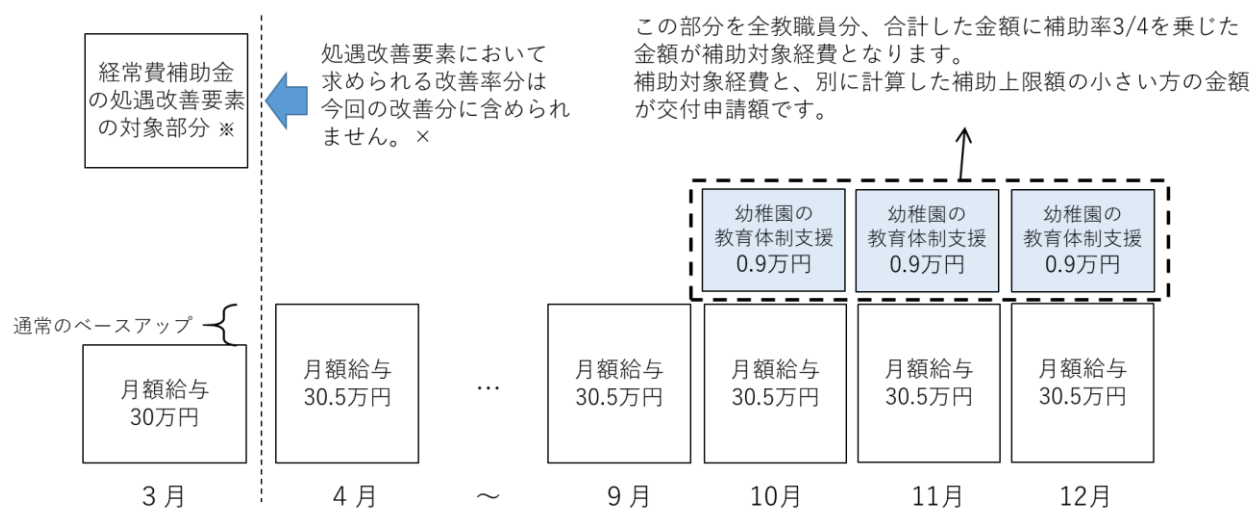 経常費補助金
の処遇改善要素
の対象部分 ※
処遇改善要素において
求められる改善率分は
今回の改善分に含められ
ません。×
この部分を全教職員分、合計した金額に補助率3/4を乗じた
金額が補助対象経費となります。
補助対象経費と、別に計算した補助上限額の小さい方の金額
が交付申請額です。
幼稚園の
教育体制支援
0.9万円
幼稚園の
教育体制支援
0.9万円
幼稚園の
教育体制支援
0.9万円
通常のベースアップ
月額給与
30万円
月額給与
30.5万円
…
月額給与
30.5万円
月額給与
30.5万円
月額給与
30.5万円
月額給与
30.5万円
3月
4月
～
9月
10月
11月
12月